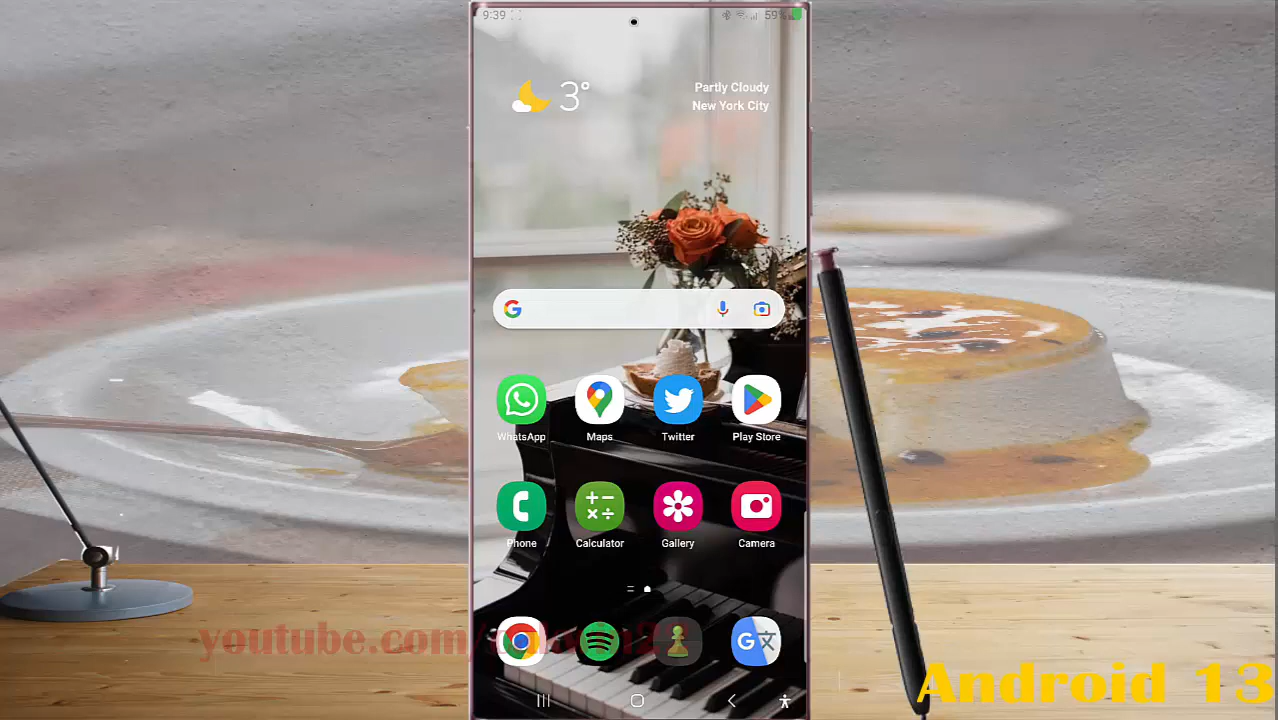 9:39
59%
3°
Partly Cloudy
New York City
WhatsApp
Maps
Twitter
Play Store
Phone
Calculator
Gallery
Camera
youtube.com/
Android 13